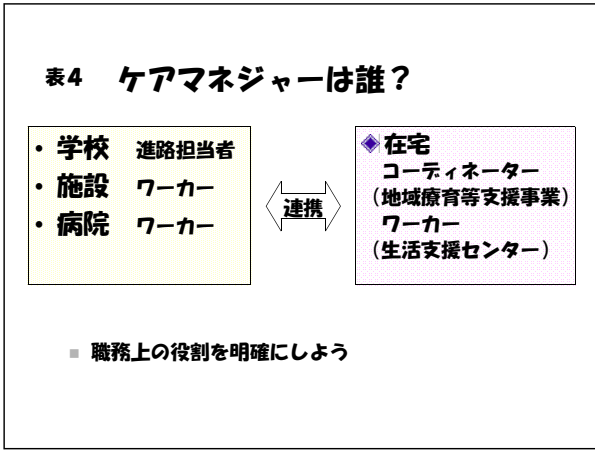 表4 ケアマネジャーは誰？
・ 学校 進路担当者
・ 施設 ワーカー
・ 病院 ワーカー
連携
在宅
コーディネーター
（地域療育等支援事業）
ワーカー
（生活支援センター）
職務上の役割を明確にしよう